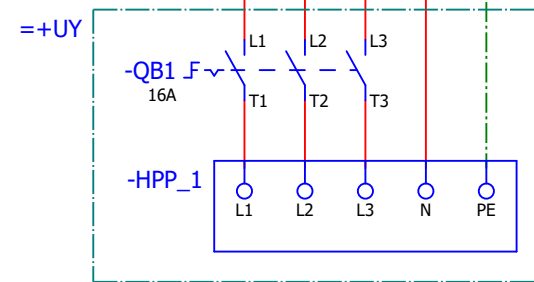 =+UY
L1 L2 L3
-QB1
16A
T1 T2 T3
-HPP_1
L1 L2 L3 N PE